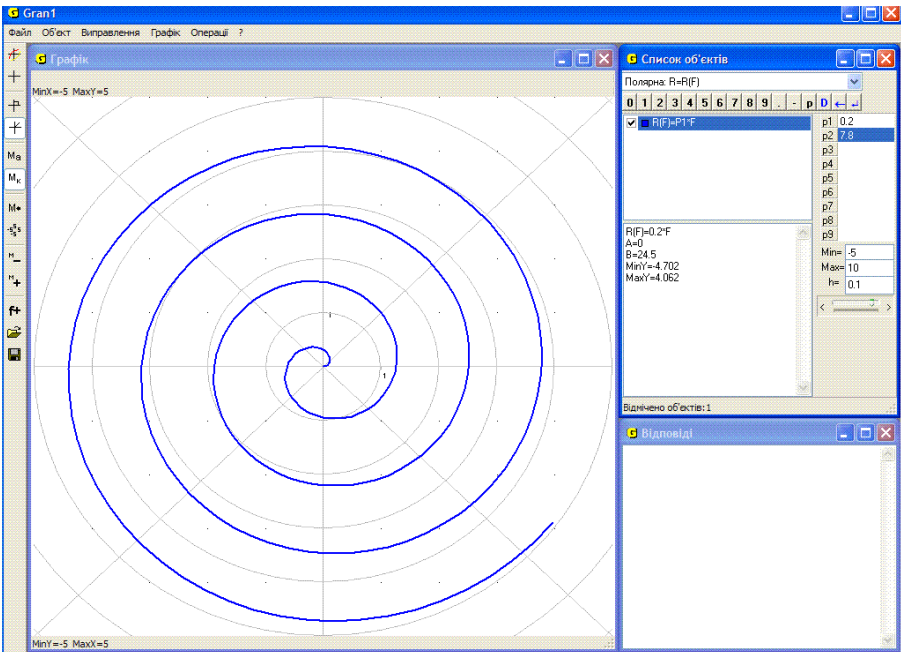 Gran1
Файл Об'єкт Виправлення Графік Операції ?
Графік
MinX=-5 MaxY=5
1
1
MinY=-5 MaxX=5
Список об'єктів
Полярна: R=R(F)
0 1 2 3 4 5 6 7 8 9 . - p D ← ↲
R(F)=P1*F
p1 0.2
p2 7.8
p3
p4
p5
p6
p7
p8
p9
Min= -5
Max= 10
h= 0.1
R(F)=0.2*F
A=0
B=24.5
MinY=-4.702
MaxY=4.062
Відмічено об'єктів:1
Відповіді
Ma
Mк
M
M
f+